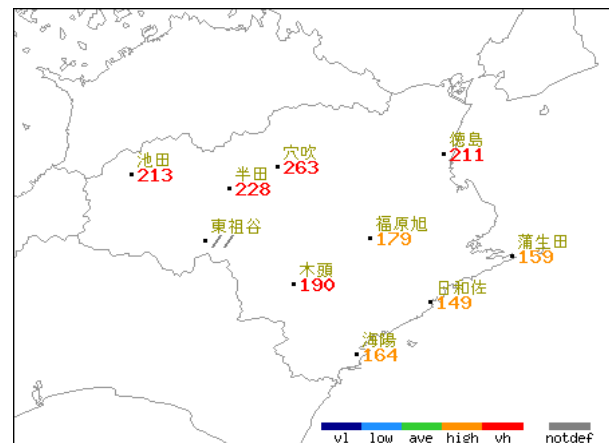 徳島
211
穴吹
263
池田
213
半田
228
東祖谷
//
福原旭
179
蒲生田
159
木頭
190
日和佐
149
海陽
164
vl low ave high vh notdef